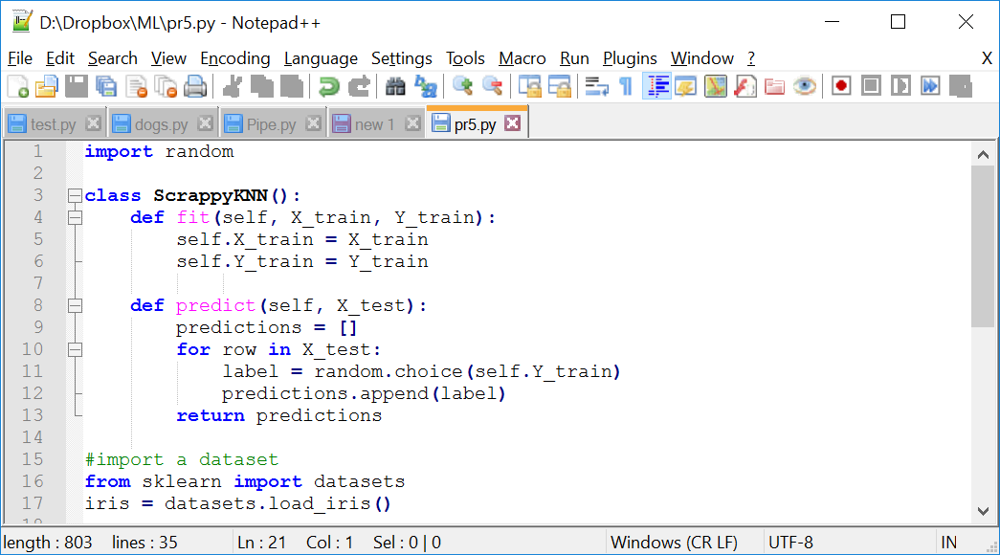 D:\Dropbox\ML\pr5.py - Notepad++
File Edit Search View Encoding Language Settings Tools Macro Run Plugins Window ? X
test.py dogs.py Pipe.py new 1 pr5.py
1 import random
2
3 class ScrappyKNN():
4     def fit(self, X_train, Y_train):
5         self.X_train = X_train
6         self.Y_train = Y_train
7
8     def predict(self, X_test):
9         predictions = []
10         for row in X_test:
11             label = random.choice(self.Y_train)
12             predictions.append(label)
13         return predictions
14
15 #import a dataset
16 from sklearn import datasets
17 iris = datasets.load_iris()
length : 803 lines : 35 Ln : 21 Col : 1 Sel : 0 | 0 Windows (CR LF) UTF-8 IN